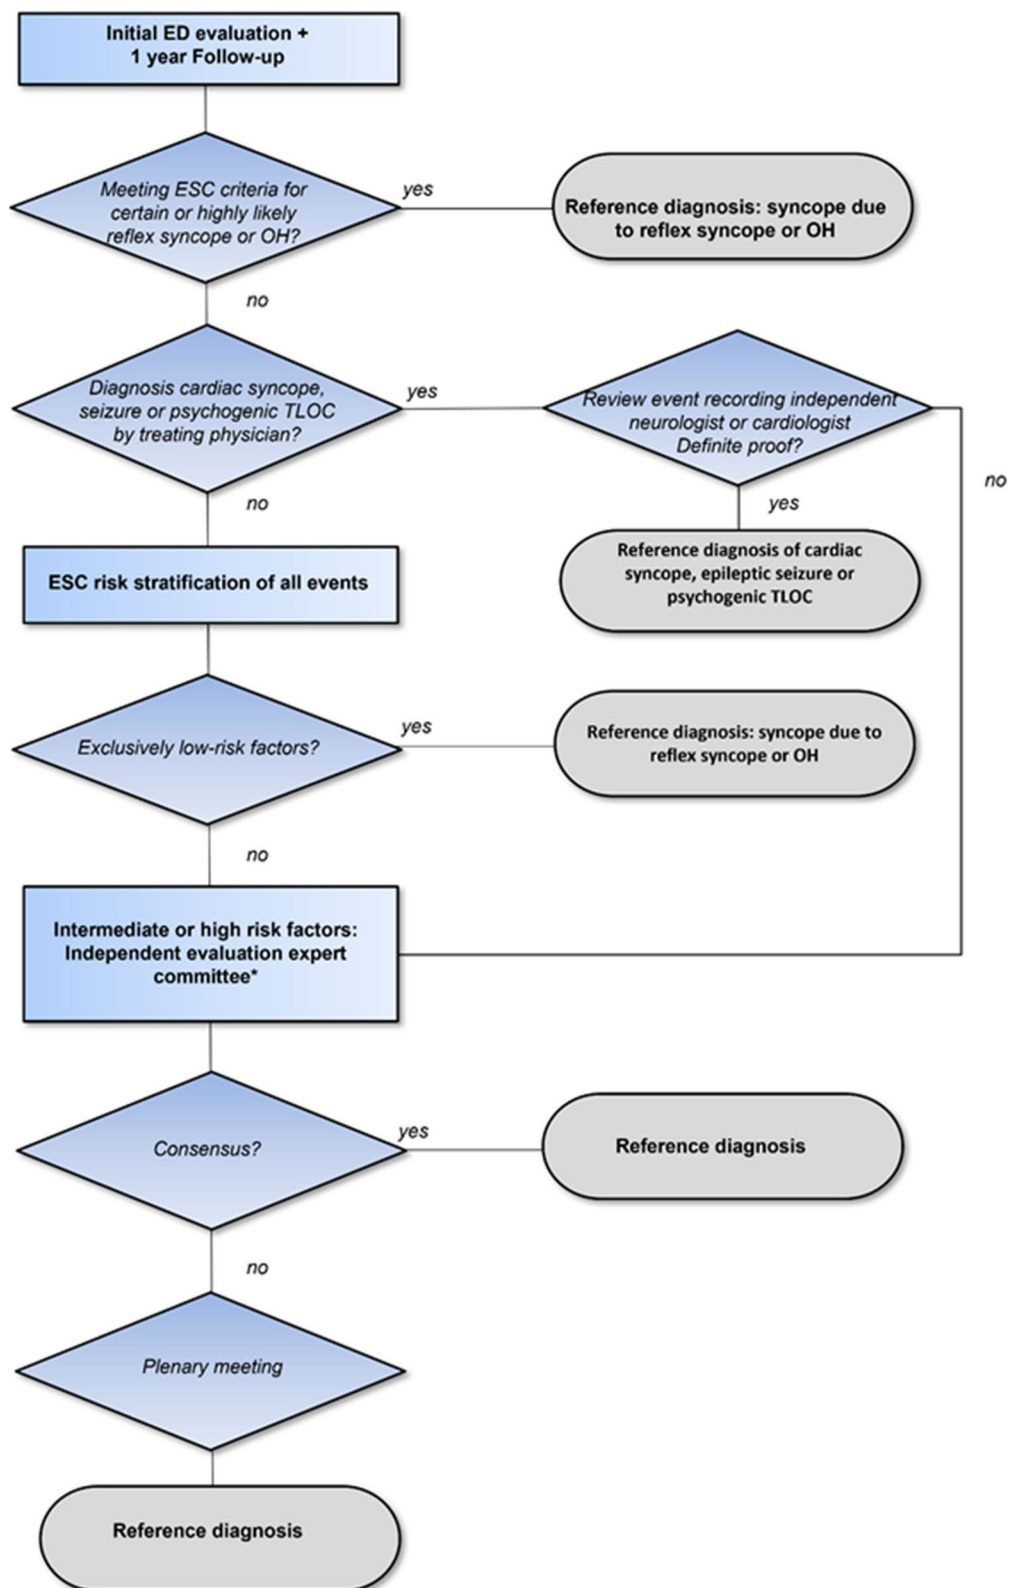 Initial ED evaluation +
1 year Follow-up
Meeting ESC criteria for
certain or highly likely
reflex syncope or OH?
yes
Reference diagnosis: syncope due
to reflex syncope or OH
no
Diagnosis cardiac syncope,
seizure or psychogenic TLOC
by treating physician?
yes
Review event recording independent
neurologist or cardiologist
Definite proof?
no
yes
Reference diagnosis of cardiac
syncope, epileptic seizure or
psychogenic TLOC
no
ESC risk stratification of all events
Exclusively low-risk factors?
yes
Reference diagnosis: syncope due to
reflex syncope or OH
no
Intermediate or high risk factors:
Independent evaluation expert
committee*
Consensus?
yes
Reference diagnosis
no
Plenary meeting
Reference diagnosis